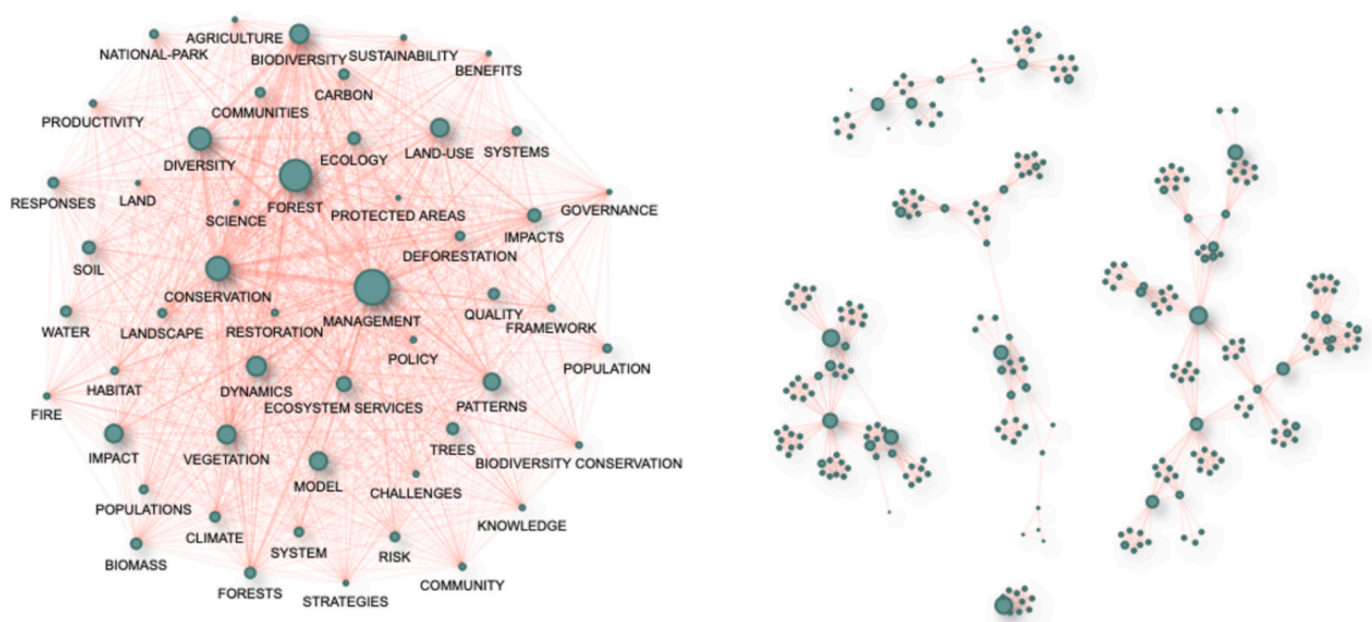 AGRICULTURE
NATIONAL-PARK
BIODIVERSITY
SUSTAINABILITY
BENEFITS
CARBON
COMMUNITIES
PRODUCTIVITY
DIVERSITY
ECOLOGY
LAND-USE
SYSTEMS
RESPONSES
LAND
SCIENCE
FOREST
PROTECTED AREAS
GOVERNANCE
IMPACTS
DEFORESTATION
SOIL
CONSERVATION
WATER
LANDSCAPE
RESTORATION
MANAGEMENT
QUALITY
FRAMEWORK
POLICY
POPULATION
HABITAT
DYNAMICS
ECOSYSTEM SERVICES
PATTERNS
FIRE
IMPACT
VEGETATION
TREES
BIODIVERSITY CONSERVATION
MODEL
CHALLENGES
POPULATIONS
CLIMATE
SYSTEM
RISK
KNOWLEDGE
BIOMASS
FORESTS
STRATEGIES
COMMUNITY